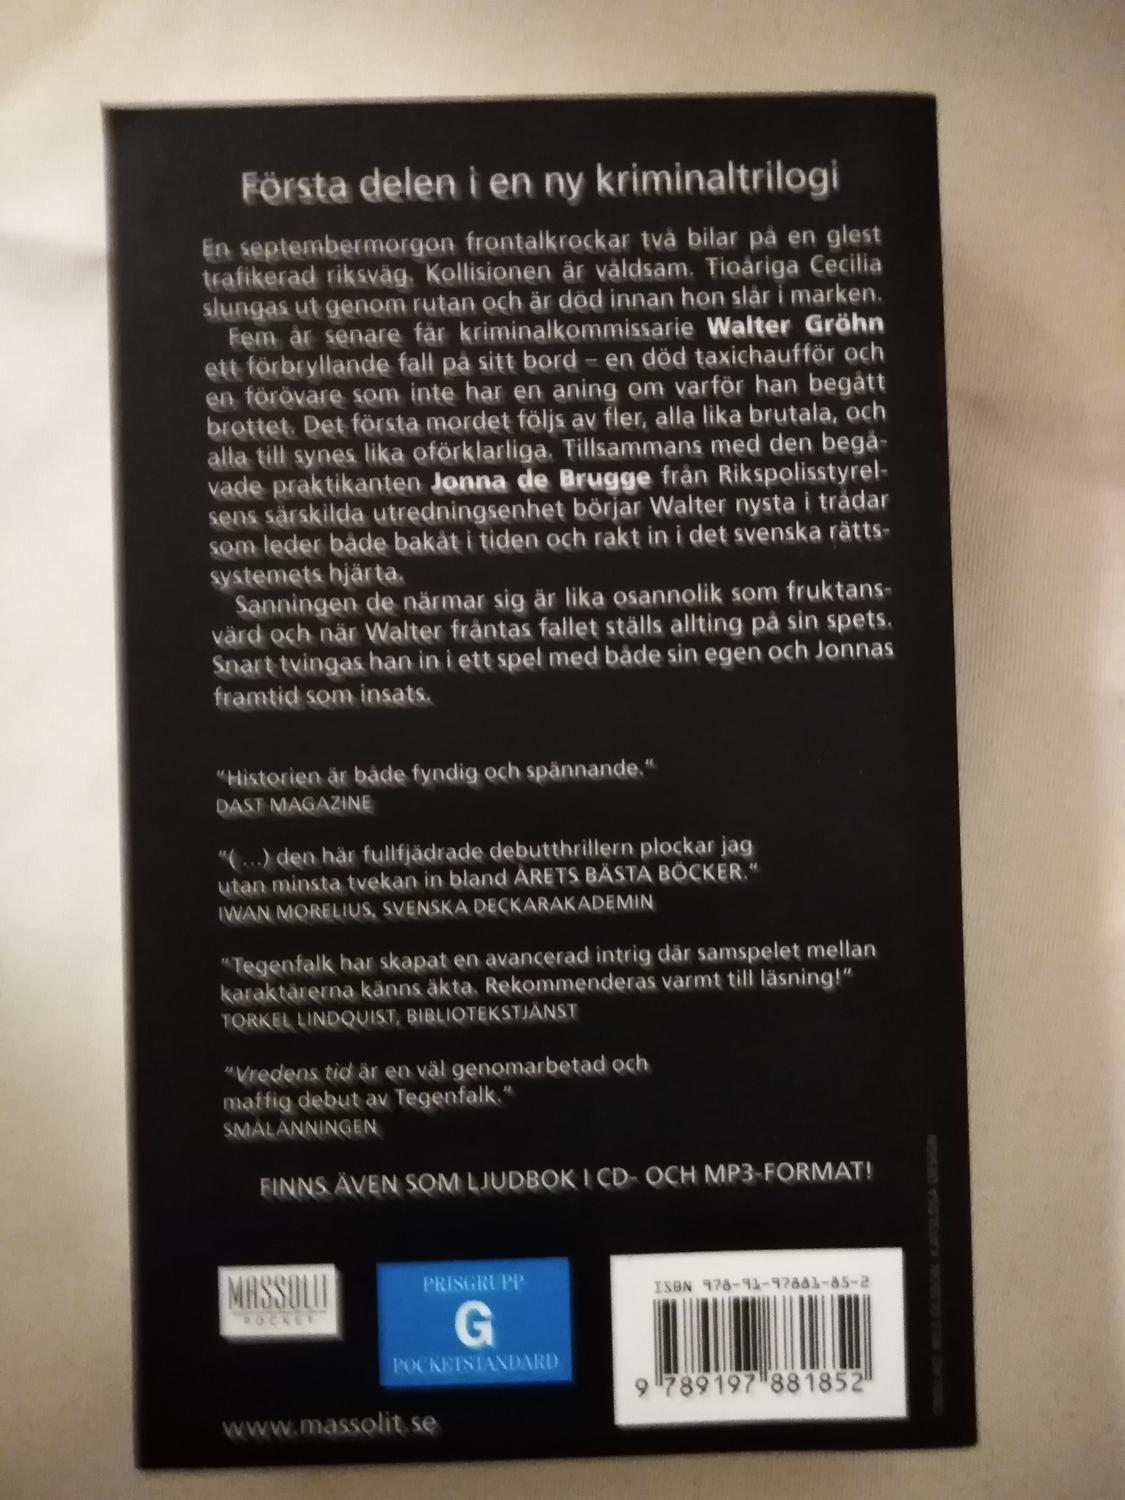 Första delen i en ny kriminaltrilogi
En septembermorgon frontalkrockar två bilar på en glest
trafikerad riksväg. Kollisionen är våldsam. Tioåriga Cecilia
slungas ut genom rutan och är död innan hon slår i marken.
Fem år senare får kriminalkommissarie Walter Gröhn
ett förbryllande fall på sitt bord – en död taxichaufför och
en förövare som inte har en aning om varför han begått
brottet. Det första mordet följs av fler, alla lika brutala, och
alla till synes lika oförklarliga. Tillsammans med den begå-
vade praktikanten Jonna de Brugge från Rikspolisstyrel-
sens särskilda utredningsenhet börjar Walter nysta i trådar
som leder både bakåt i tiden och rakt in i det svenska rätts-
systemets hjärta.
Sanningen de närmar sig är lika osannolik som fruktans-
värd och när Walter fråntas fallet ställs allting på sin spets.
Snart tvingas han in i ett spel med både sin egen och Jonnas
framtid som insats.
"Historien är både fyndig och spännande."
DAST MAGAZINE
"(...) den här fullfjädrade debutthrillern plockar jag
utan minsta tvekan in bland ÅRETS BÄSTA BÖCKER."
IWAN MORELIUS, SVENSKA DECKARAKADEMIN
"Tegenfalk har skapat en avancerad intrig där samspelet mellan
karaktärerna känns äkta. Rekommenderas varmt till läsning!"
TORKEL LINDQUIST, BIBLIOTEKSTJÄNST
"Vredens tid är en väl genomarbetad och
maffig debut av Tegenfalk."
SMÅLÄNNINGEN
FINNS ÄVEN SOM LJUDBOK I CD- OCH MP3-FORMAT!
MASSOLIT
POCKET
PRISGRUPP
G
POCKETSTANDARD
ISBN 978-91-97881-85-2
9 789197 881852
www.massolit.se